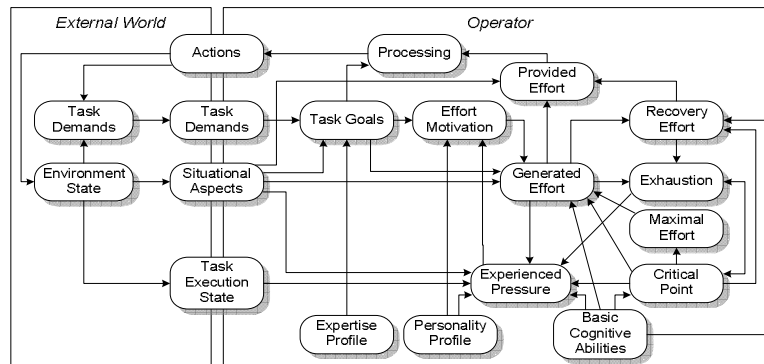 External World
Operator
Actions
Processing
Provided
Effort
Task
Demands
Task
Demands
Task Goals
Effort
Motivation
Recovery
Effort
Environment
State
Situational
Aspects
Generated
Effort
Exhaustion
Maximal
Effort
Task
Execution
State
Experienced
Pressure
Critical
Point
Expertise
Profile
Personality
Profile
Basic
Cognitive
Abilities